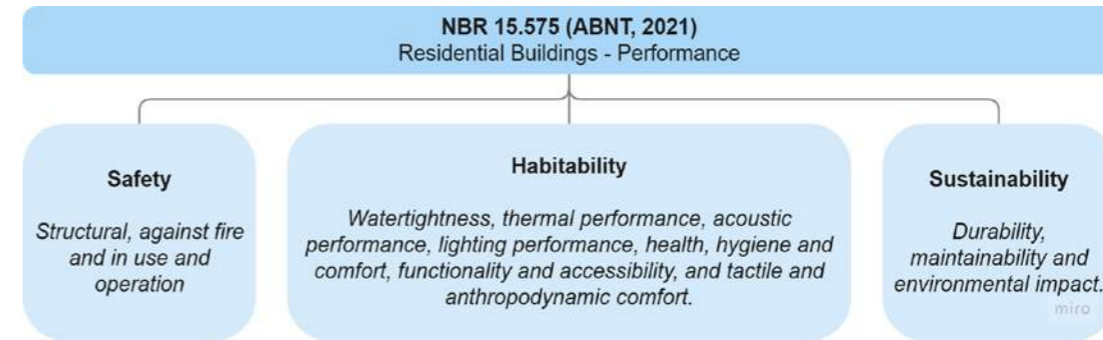 NBR 15.575 (ABNT, 2021)
Residential Buildings - Performance
Safety
Structural, against fire
and in use and
operation
Habitability
Watertightness, thermal performance, acoustic
performance, lighting performance, health, hygiene and
comfort, functionality and accessibility, and tactile and
anthropodynamic comfort.
Sustainability
Durability,
maintainability and
environmental impact.
miro